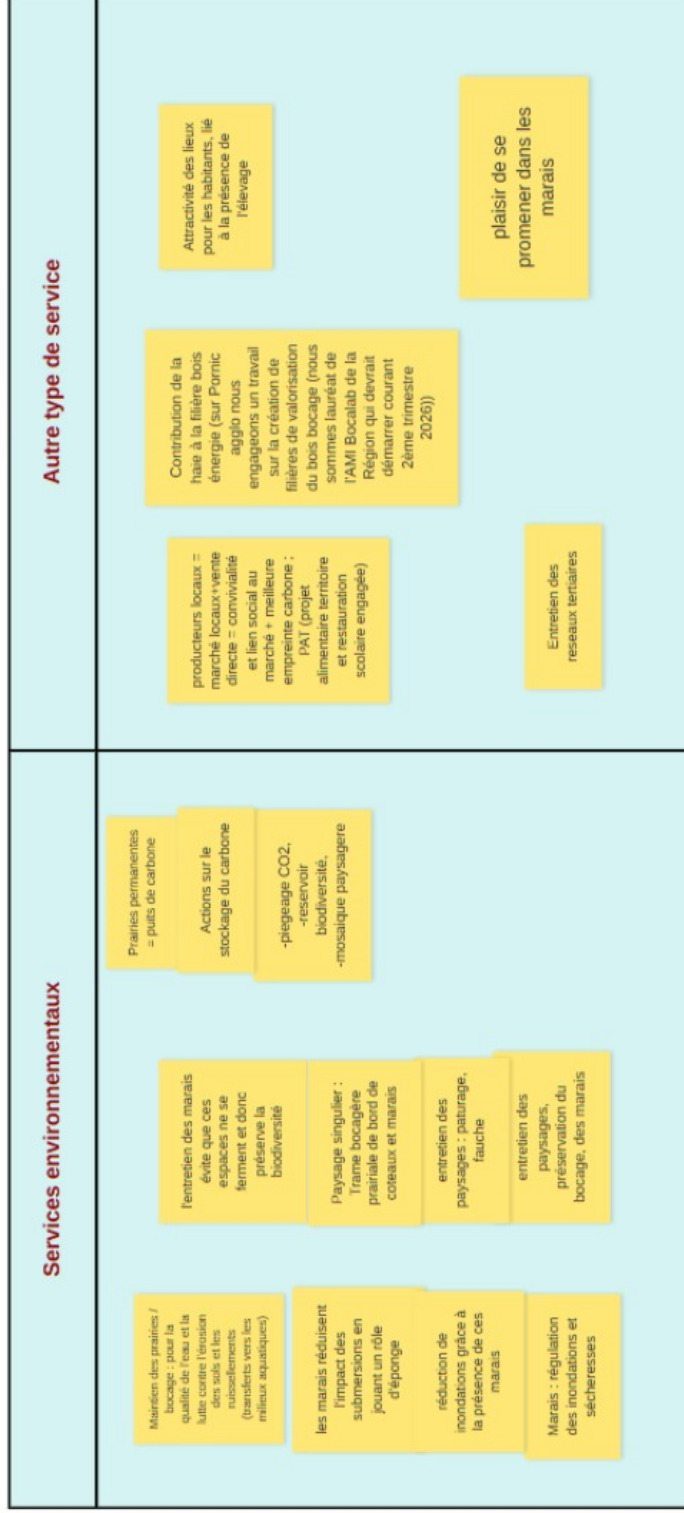 Services environnementaux
Maintien des prairies /
bocage : pour la
qualité de l'eau et la
lutte contre l'érosion
des sols et les
ruissellements
(transferts vers les
milieux aquatiques)
les marais réduisent
l'impact des
submersions en
jouant un rôle
d'éponge
réduction de
inondations grâce à
la présence de ces
marais
Marais : régulation
des inondations et
sécheresses
l'entretien des marais
évite que ces
espaces ne se
ferment et donc
préserve la
biodiversité
Paysage singulier :
Trame bocagère
prairiale de bord de
coteaux et marais
entretien des
paysages : paturage,
fauche
entretien des
paysages,
préservation du
bocage, des marais
Prairies permanentes
= puits de carbone
Actions sur le
stockage du carbone
-piegeage CO2,
-reservoir
biodiversité,
-mosaique paysagere
Autre type de service
producteurs locaux =
marché locaux+vente
directe = convivialité
et lien social au
marché + meilleure
empreinte carbone :
PAT (projet
alimentaire territoire
et restauration
scolaire engagée)
Entretien des
reseaux tertiaires
Contribution de la
haie à la filière bois
énergie (sur Pornic
agglo nous
engageons un travail
sur la création de
filières de valorisation
du bois bocage (nous
sommes lauréat de
l'AMI Bocalab de la
Région qui devrait
démarrer courant
2ème trimestre
2026))
Attractivité des lieux
pour les habitants, lié
à la présence de
l'élevage
plaisir de se
promener dans les
marais